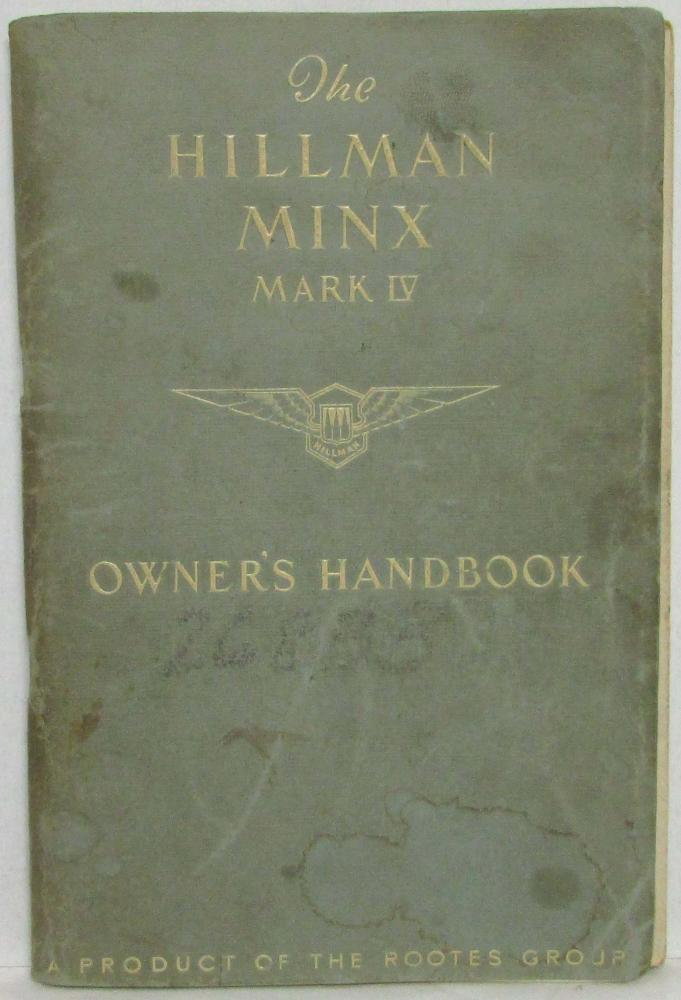 The
HILLMAN
MINX
MARK IV
HILLMAN
OWNER'S HANDBOOK
A PRODUCT OF THE ROOTES GROUP